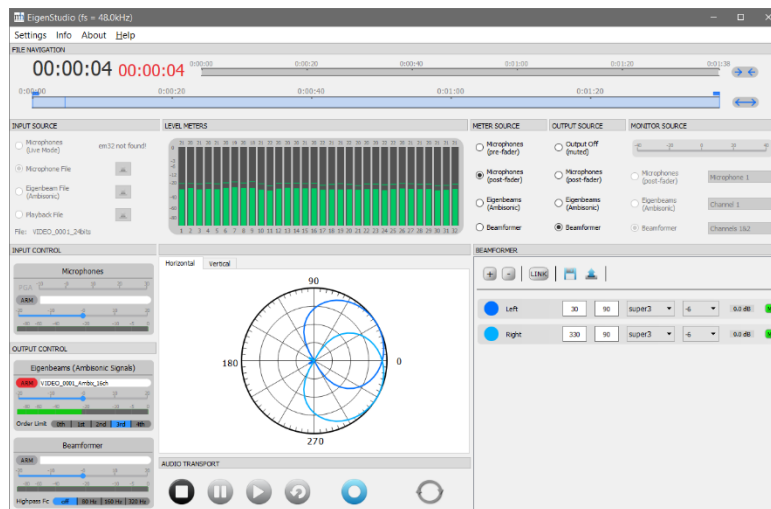 EigenStudio (fs = 48.0kHz)
Settings Info About Help
FILE NAVIGATION
00:00:04 00:00:04
0:00:00 0:00:20 0:00:40 0:01:00 0:01:20 0:01:38
0:00:00 0:00:20 0:00:40 0:01:00 0:01:20
INPUT SOURCE
Microphones
(Live Mode)
em32 not found!
Microphone File
Eigenbeam File
(Ambisonic)
Playback File
File: VIDEO_0001_24bits
LEVEL METERS
1 2 3 4 5 6 7 8 9 10 11 12 13 14 15 16 17 18 19 20 21 22 23 24 25 26 27 28 29 30 31 32
METER SOURCE
Microphones
(pre-fader)
Microphones
(post-fader)
Eigenbeams
(Ambisonic)
Beamformer
OUTPUT SOURCE
Output Off
(muted)
Microphones
(post-fader)
Eigenbeams
(Ambisonic)
Beamformer
MONITOR SOURCE
Microphones
(post-fader)
Microphone 1
Eigenbeams
(Ambisonic)
Channel 1
Beamformer
Channels 1&2
INPUT CONTROL
Microphones
PGA
ARM
OUTPUT CONTROL
Eigenbeams (Ambisonic Signals)
ARM VIDEO_0001_Ambix_16ch
Order Limit 0th 1st 2nd 3rd 4th
Beamformer
ARM
Highpass Fc off 80 Hz 160 Hz 320 Hz
Horizontal Vertical
90
180
0
270
AUDIO TRANSPORT
BEAMFORMER
+ - LINK
Left 30 90 super3 -6 0.0 dB
Right 330 90 super3 -6 0.0 dB